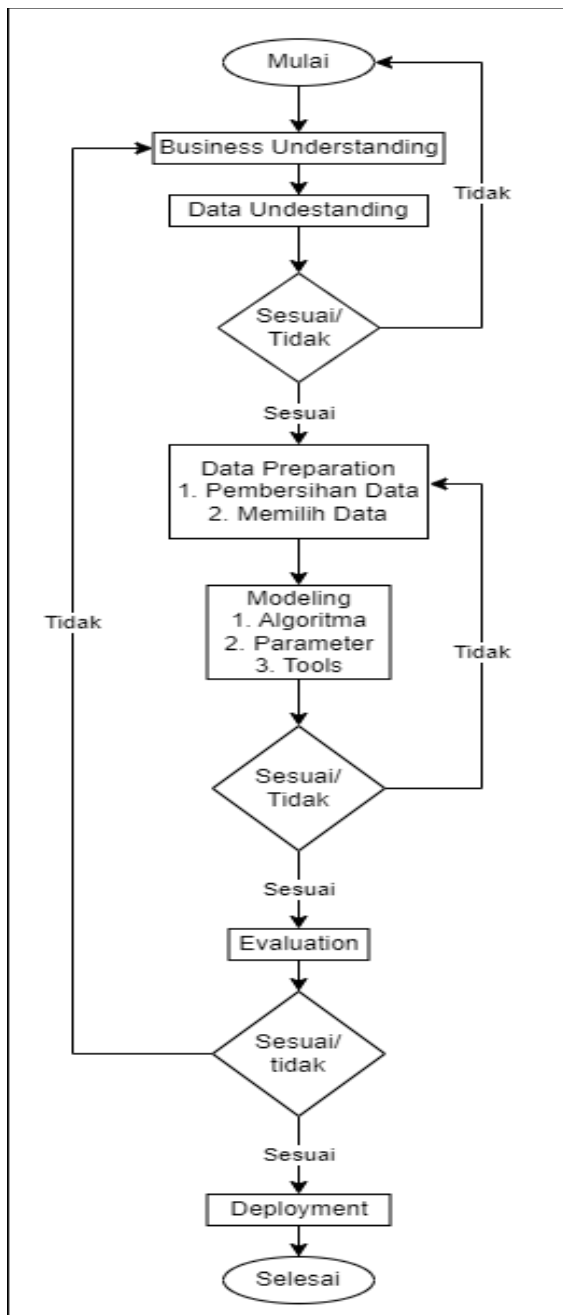 Mulai
Business Understanding
Tidak
Data Undestanding
Sesuai/
Tidak
Sesuai
Data Preparation
1. Pembersihan Data
2. Memilih Data
Modeling
1. Algoritma
2. Parameter
3. Tools
Tidak
Tidak
Sesuai/
Tidak
Sesuai
Evaluation
Sesuai/
tidak
Sesuai
Deployment
Selesai